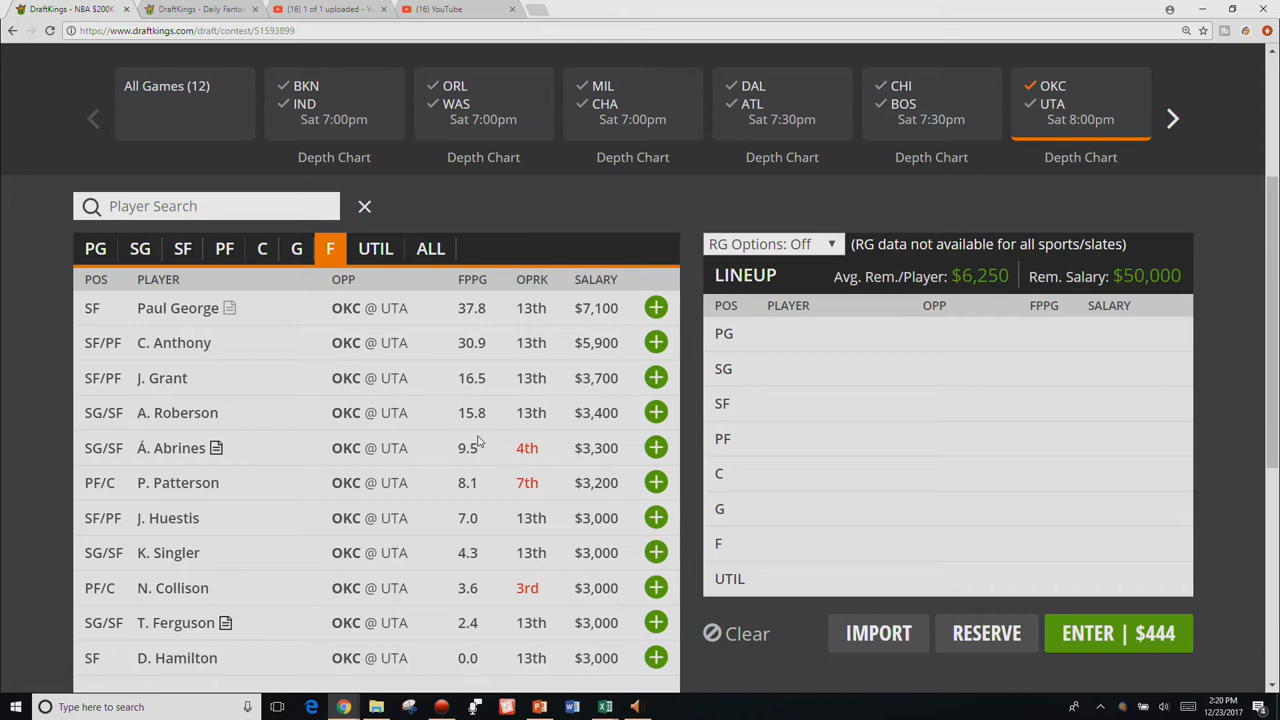 DraftKings - NBA $200K
DraftKings - Daily Fanta
(16) 1 of 1 uploaded - Yo
(16) YouTube
https://www.draftkings.com/draft/contest/51593899
All Games (12)
BKN
IND
Sat 7:00pm
Depth Chart
ORL
WAS
Sat 7:00pm
Depth Chart
MIL
CHA
Sat 7:00pm
Depth Chart
DAL
ATL
Sat 7:30pm
Depth Chart
CHI
BOS
Sat 7:30pm
Depth Chart
OKC
UTA
Sat 8:00pm
Depth Chart
Player Search
PG SG SF PF C G F UTIL ALL
POS PLAYER OPP FPPG OPRK SALARY
SF Paul George OKC @ UTA 37.8 13th $7,100
SF/PF C. Anthony OKC @ UTA 30.9 13th $5,900
SF/PF J. Grant OKC @ UTA 16.5 13th $3,700
SG/SF A. Roberson OKC @ UTA 15.8 13th $3,400
SG/SF Á. Abrines OKC @ UTA 9.5 4th $3,300
PF/C P. Patterson OKC @ UTA 8.1 7th $3,200
SF/PF J. Huestis OKC @ UTA 7.0 13th $3,000
SG/SF K. Singler OKC @ UTA 4.3 13th $3,000
PF/C N. Collison OKC @ UTA 3.6 3rd $3,000
SG/SF T. Ferguson OKC @ UTA 2.4 13th $3,000
SF D. Hamilton OKC @ UTA 0.0 13th $3,000
RG Options: Off (RG data not available for all sports/slates)
LINEUP Avg. Rem./Player: $6,250 Rem. Salary: $50,000
POS PLAYER OPP FPPG SALARY
PG
SG
SF
PF
C
G
F
UTIL
Clear IMPORT RESERVE ENTER | $444
Type here to search
2:20 PM
12/23/2017